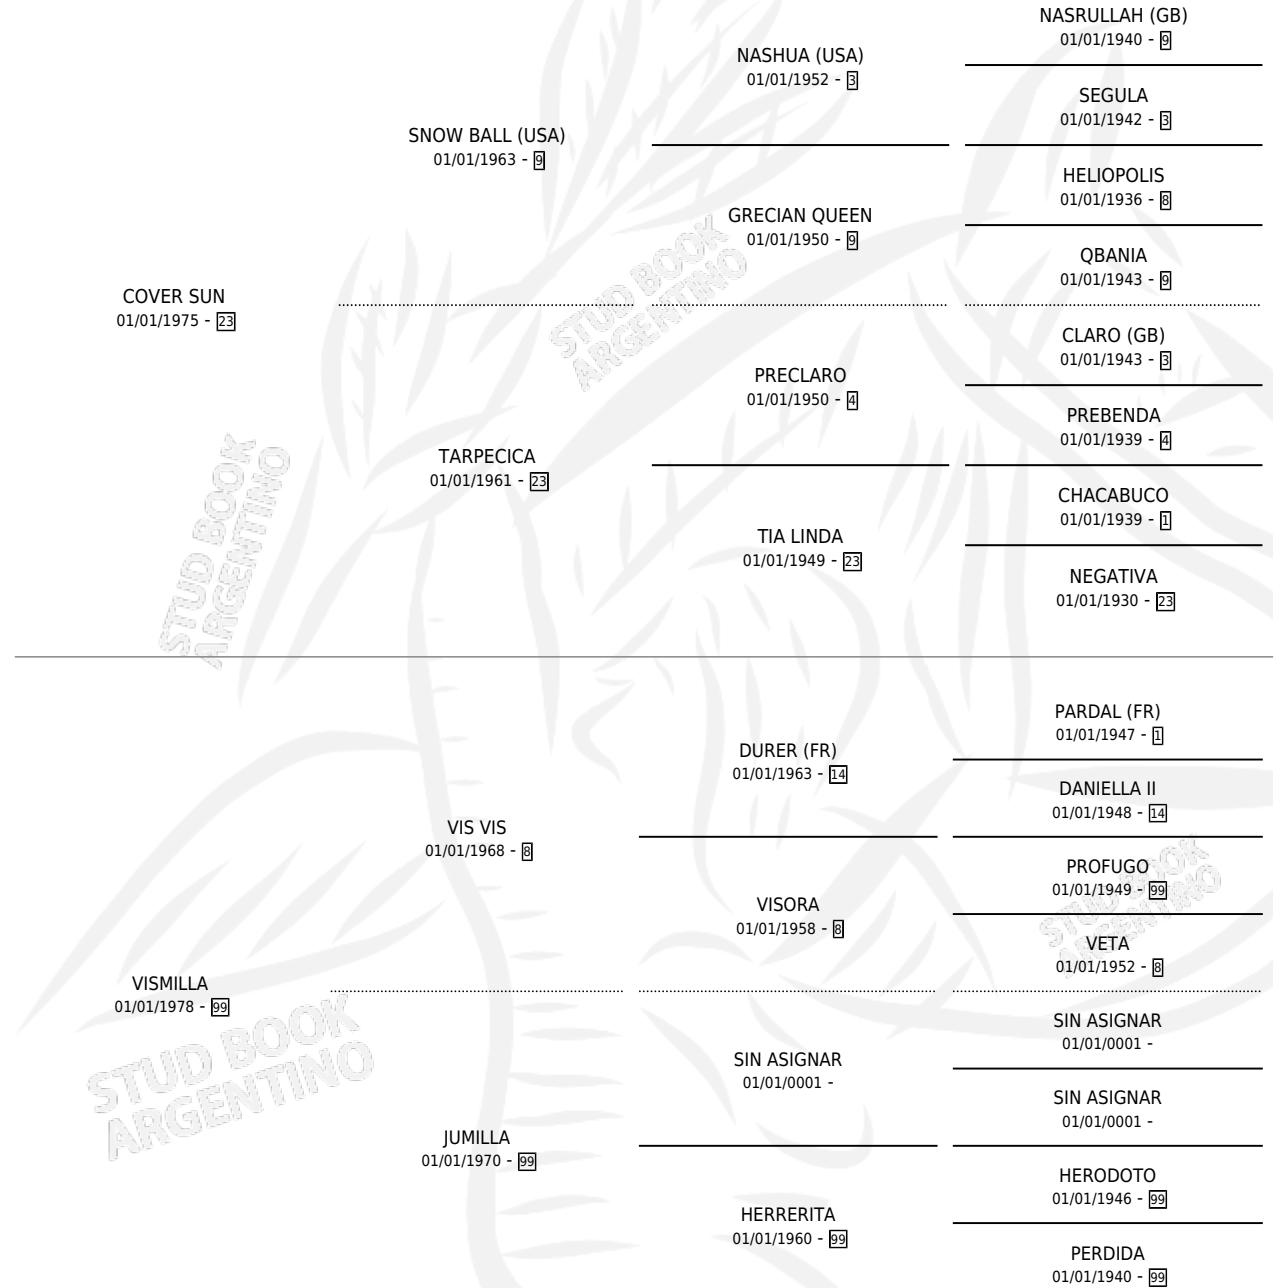 NASRULLAH (GB)
01/01/1940 - 9
NASHUA (USA)
01/01/1952 - 3
SEGULA
01/01/1942 - 3
SNOW BALL (USA)
01/01/1963 - 9
HELIOPOLIS
01/01/1936 - 8
GRECIAN QUEEN
01/01/1950 - 9
QBANIA
01/01/1943 - 9
COVER SUN
01/01/1975 - 23
STUD BOOK
ARGENTINO
CLARO (GB)
01/01/1943 - 3
PRECLARO
01/01/1950 - 4
PREBENDA
01/01/1939 - 4
TARPECICA
01/01/1961 - 23
CHACABUCO
01/01/1939 - 1
TIA LINDA
01/01/1949 - 23
NEGATIVA
01/01/1930 - 23
STUD BOOK
ARGENTINO
PARDAL (FR)
01/01/1947 - 1
DURER (FR)
01/01/1963 - 14
DANIELLA II
01/01/1948 - 14
VIS VIS
01/01/1968 - 8
PROFUGO
01/01/1949 - 99
VISORA
01/01/1958 - 8
VETA
01/01/1952 - 8
STUD BOOK
ARGENTINO
VISMILLA
01/01/1978 - 99
SIN ASIGNAR
01/01/0001 -
SIN ASIGNAR
01/01/0001 -
SIN ASIGNAR
01/01/0001 -
STUD BOOK
ARGENTINO
JUMILLA
01/01/1970 - 99
HERODOTO
01/01/1946 - 99
HERRERITA
01/01/1960 - 99
PERDIDA
01/01/1940 - 99